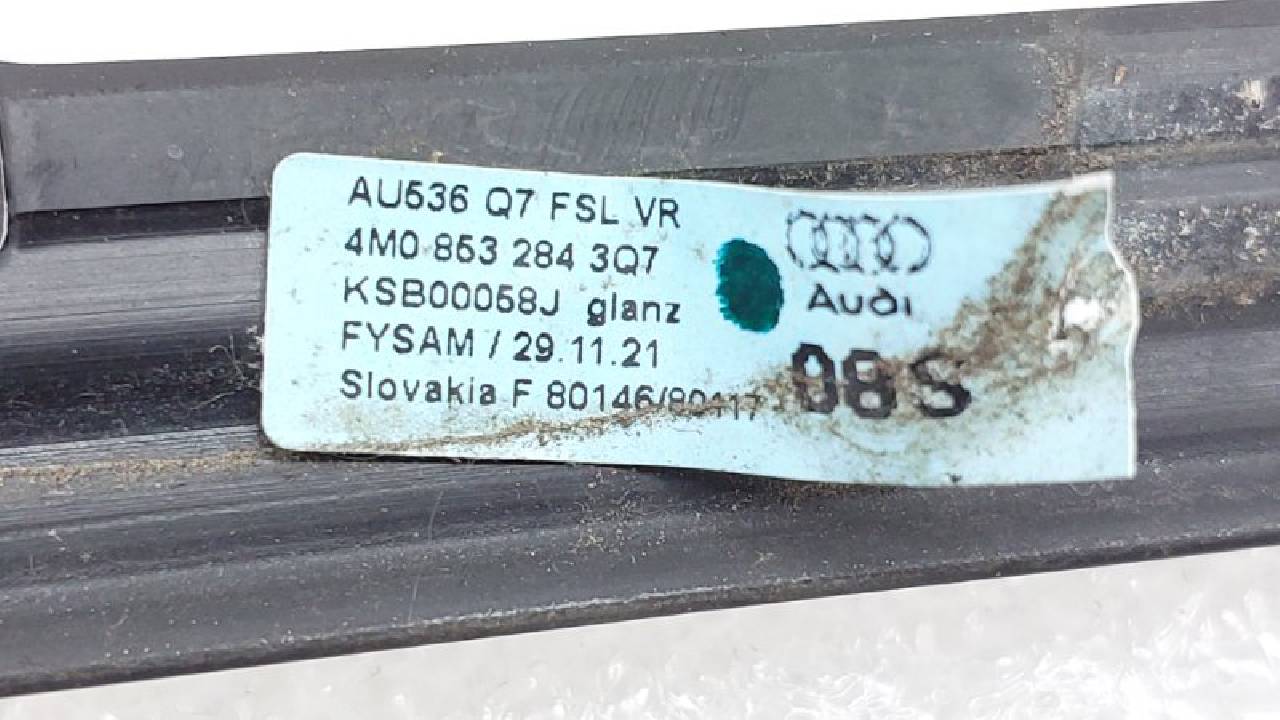 AU536 Q7 FSL VR
4M0 853 284 3Q7
KSB00058J glanz
FYSAM / 29.11.21
Slovakia F 80146/80117
Audi
08S